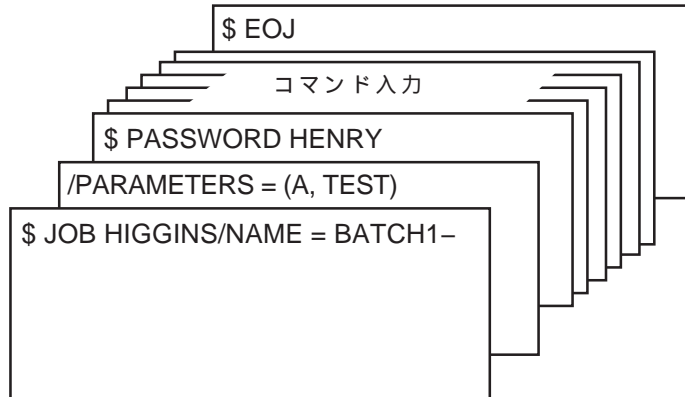 $ EOJ
コマンド入力
$ PASSWORD HENRY
/PARAMETERS = (A, TEST)
$ JOB HIGGINS/NAME = BATCH1–